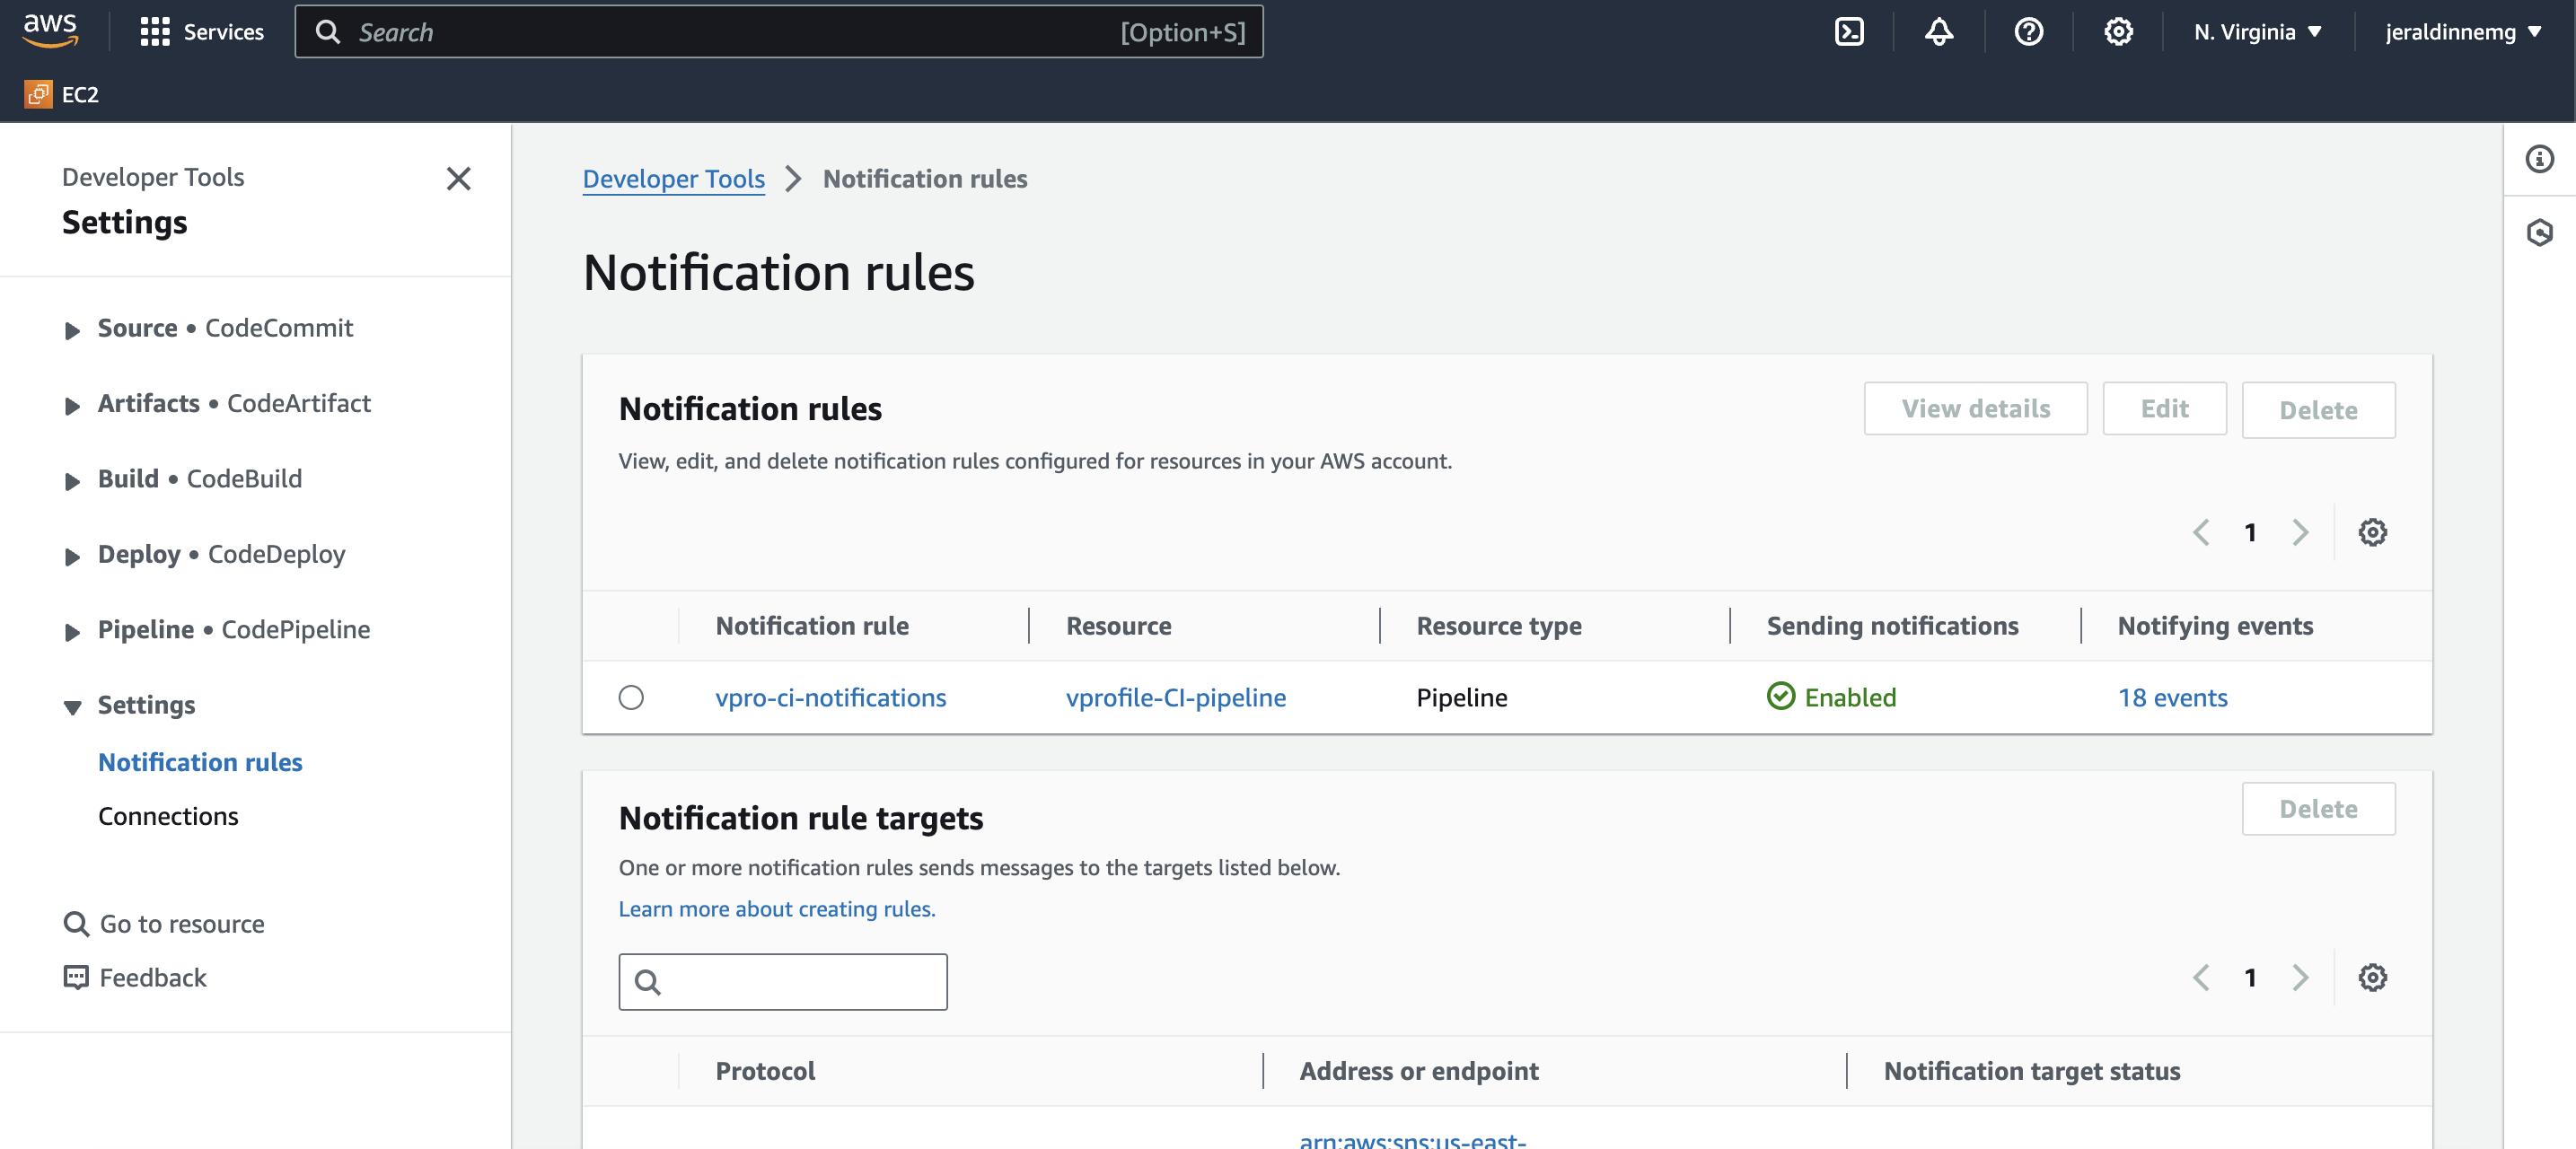 aws
Services
Search
[Option+S]
N. Virginia
jeraldinnemg
EC2
Developer Tools
Settings
Source • CodeCommit
Artifacts • CodeArtifact
Build • CodeBuild
Deploy • CodeDeploy
Pipeline • CodePipeline
Settings
Notification rules
Connections
Go to resource
Feedback
Developer Tools
Notification rules
Notification rules
Notification rules
View details
Edit
Delete
View, edit, and delete notification rules configured for resources in your AWS account.
1
Notification rule
Resource
Resource type
Sending notifications
Notifying events
vpro-ci-notifications
vprofile-CI-pipeline
Pipeline
Enabled
18 events
Notification rule targets
Delete
One or more notification rules sends messages to the targets listed below.
Learn more about creating rules.
1
Protocol
Address or endpoint
Notification target status
arn:aws:sns:us-east-